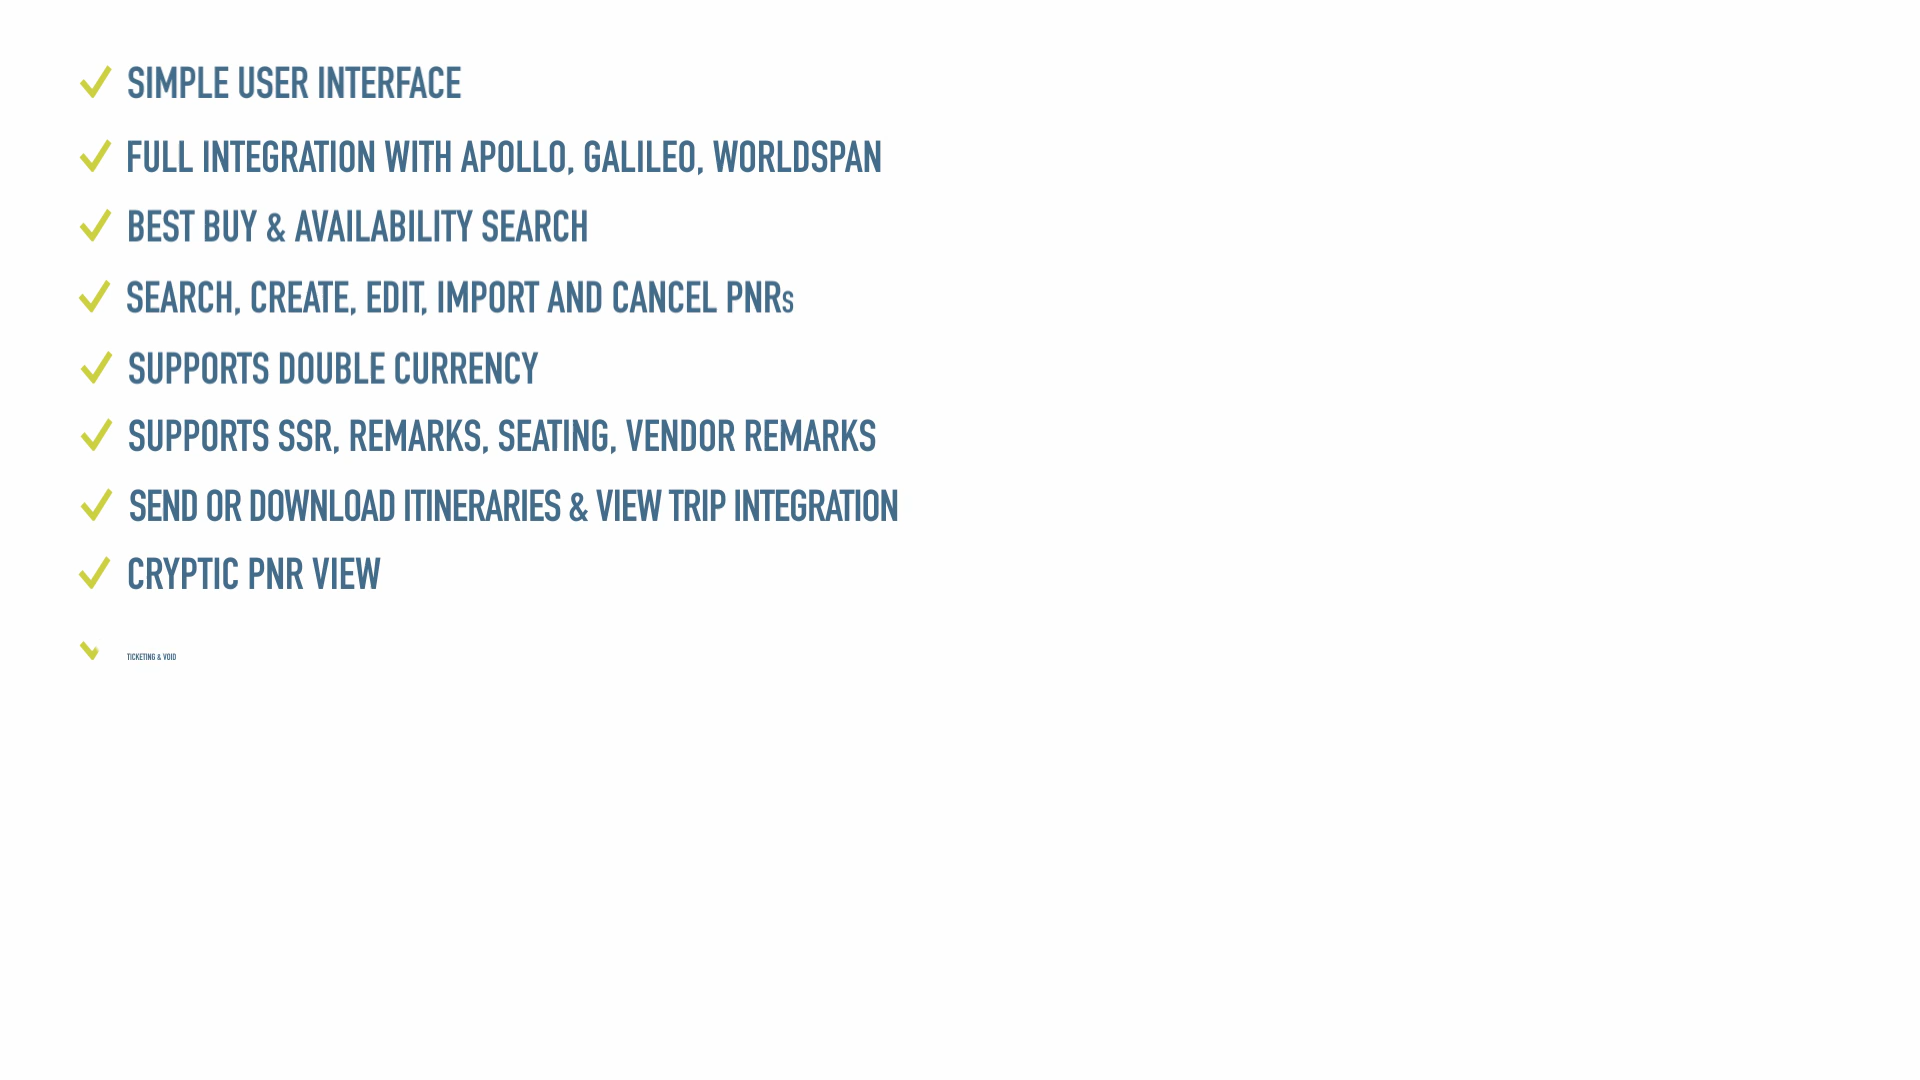 SIMPLE USER INTERFACE
FULL INTEGRATION WITH APOLLO, GALILEO, WORLDSPAN
BEST BUY & AVAILABILITY SEARCH
SEARCH, CREATE, EDIT, IMPORT AND CANCEL PNRs
SUPPORTS DOUBLE CURRENCY
SUPPORTS SSR, REMARKS, SEATING, VENDOR REMARKS
SEND OR DOWNLOAD ITINERARIES & VIEW TRIP INTEGRATION
CRYPTIC PNR VIEW
TICKETING & VOID